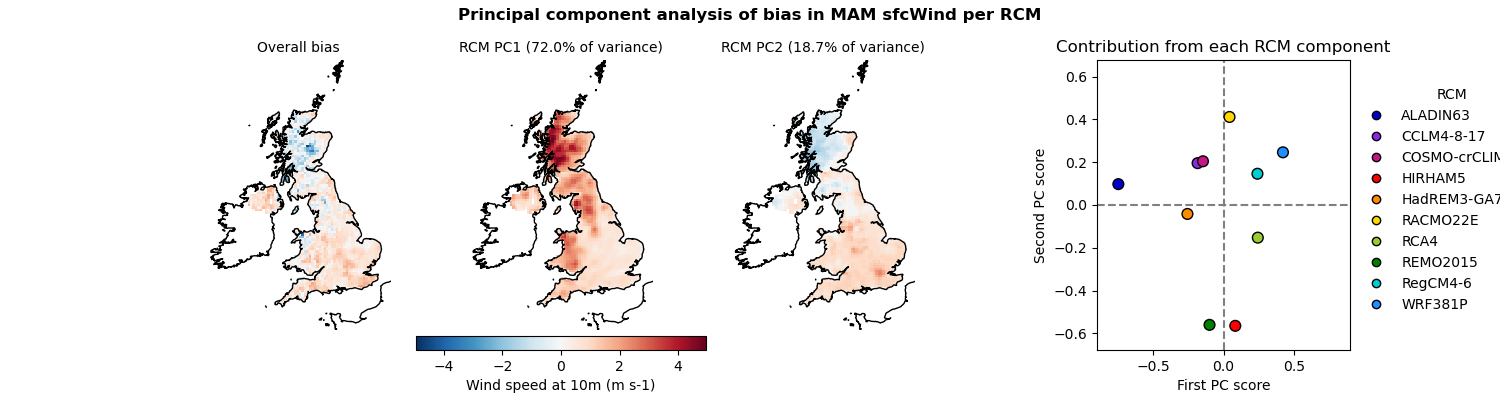 Principal component analysis of bias in MAM sfcWind per RCM
Overall bias
RCM PC1 (72.0% of variance)
RCM PC2 (18.7% of variance)
−4 −2 0 2 4
Wind speed at 10m (m s-1)
Contribution from each RCM component
Second PC score
0.6
0.4
0.2
0.0
−0.2
−0.4
−0.6
−0.5 0.0 0.5
First PC score
RCM
ALADIN63
CCLM4-8-17
COSMO-crCLIM
HIRHAM5
HadREM3-GA7
RACMO22E
RCA4
REMO2015
RegCM4-6
WRF381P